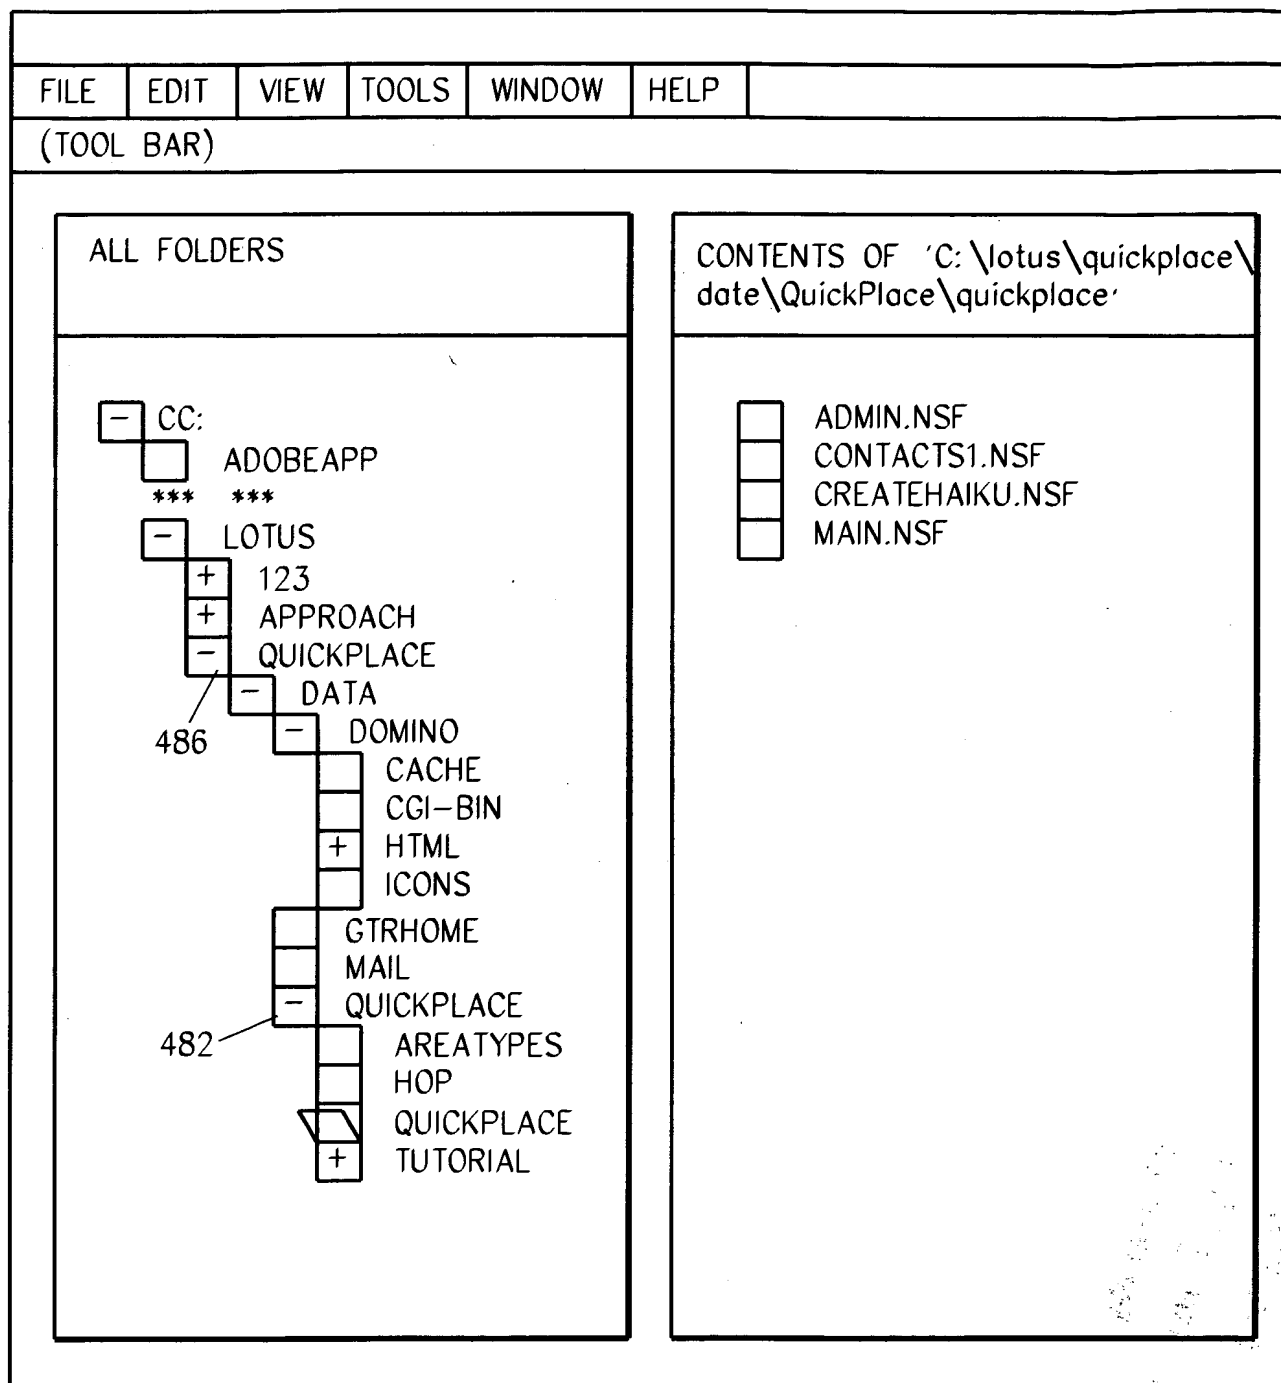 FILE EDIT VIEW TOOLS WINDOW HELP
(TOOL BAR)
ALL FOLDERS
- CC:
ADOBEAPP
*** ***
- LOTUS
+ 123
+ APPROACH
- QUICKPLACE
486
- DATA
- DOMINO
CACHE
CGI-BIN
+ HTML
ICONS
GTRHOME
MAIL
- QUICKPLACE
482
AREATYPES
HOP
QUICKPLACE
+ TUTORIAL
CONTENTS OF 'C:\lotus\quickplace\
date\QuickPlace\quickplace'
ADMIN.NSF
CONTACTS1.NSF
CREATEHAIKU.NSF
MAIN.NSF